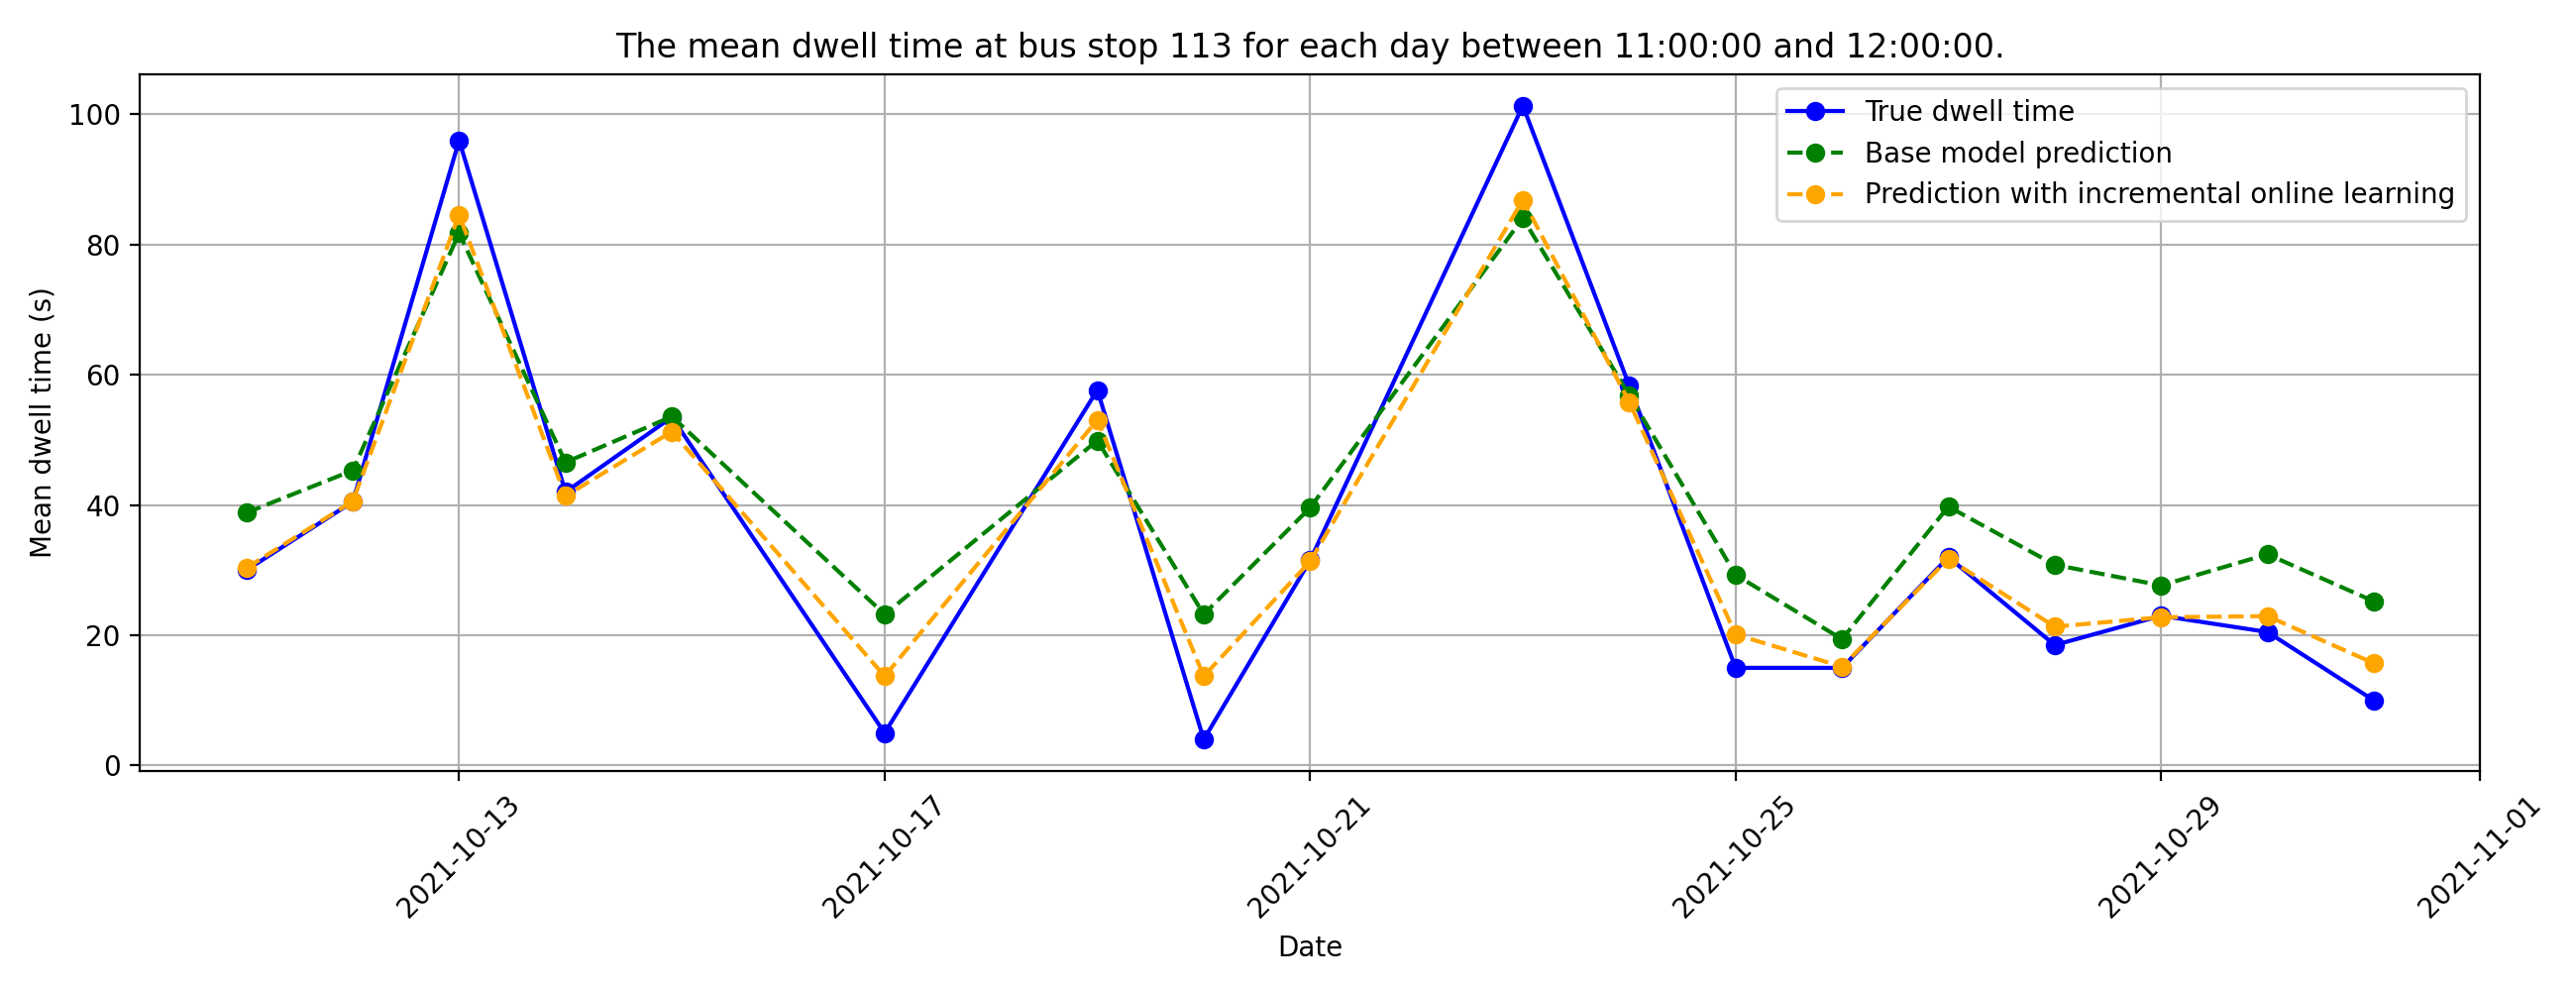 The mean dwell time at bus stop 113 for each day between 11:00:00 and 12:00:00.
True dwell time
Base model prediction
Prediction with incremental online learning
Mean dwell time (s)
100
80
60
40
20
0
2021-10-13
2021-10-17
2021-10-21
2021-10-25
2021-10-29
2021-11-01
Date